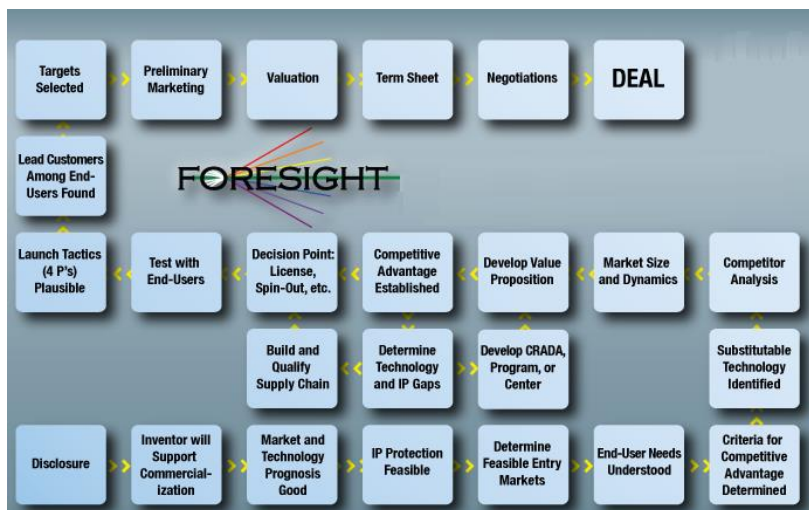 Targets
Selected
Preliminary
Marketing
Valuation
Term Sheet
Negotiations
DEAL
Lead Customers
Among End-
Users Found
FORESIGHT
Launch Tactics
(4 P's)
Plausible
Test with
End-Users
Decision Point:
License,
Spin-Out, etc.
Competitive
Advantage
Established
Develop Value
Proposition
Market Size
and Dynamics
Competitor
Analysis
Build and
Qualify
Supply Chain
Determine
Technology
and IP Gaps
Develop CRADA,
Program, or
Center
Substitutable
Technology
Identified
Disclosure
Inventor will
Support
Commercial-
ization
Market and
Technology
Prognosis
Good
IP Protection
Feasible
Determine
Feasible Entry
Markets
End-User Needs
Understood
Criteria for
Competitive
Advantage
Determined